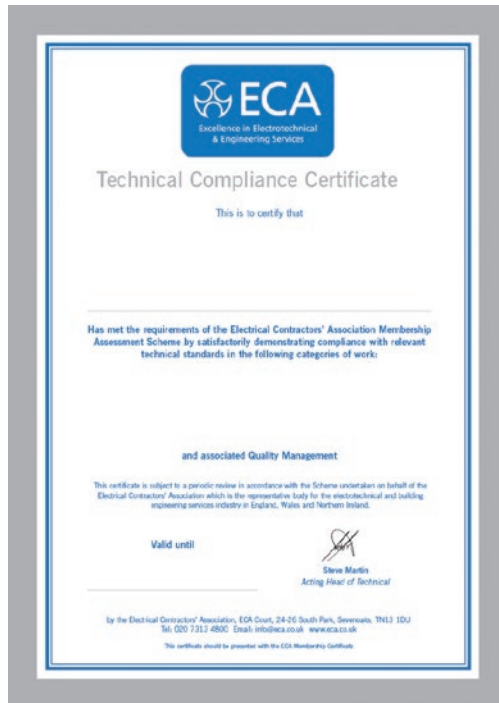 ECA
Excellence in Electrotechnical
& Engineering Services
Technical Compliance Certificate
This is to certify that
Has met the requirements of the Electrical Contractors' Association Membership
Assessment Scheme by satisfactorily demonstrating compliance with relevant
technical standards in the following categories of work:
and associated Quality Management
This certificate is subject to a periodic review in accordance with the Scheme undertaken on behalf of the
Electrical Contractors' Association which is the representative body for the electrotechnical and building
engineering services industry in England, Wales and Northern Ireland.
Valid until
Steve Martin
Acting Head of Technical
by the Electrical Contractors' Association, ECA Court, 24-26 South Park, Sevenoaks, TN13 1DU
Tel: 020 7313 4800 Email: info@eca.co.uk www.eca.co.uk
This certificate should be presented with the ECA Membership Certificate